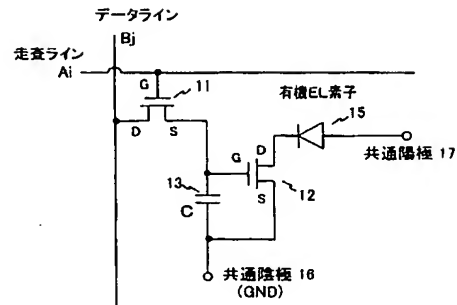 データライン
Bj
走査ライン
Ai
G
11
D
S
有機EL素子
15
共通陽極 17
G
D
S
12
13
C
共通陰極 16
(GND)